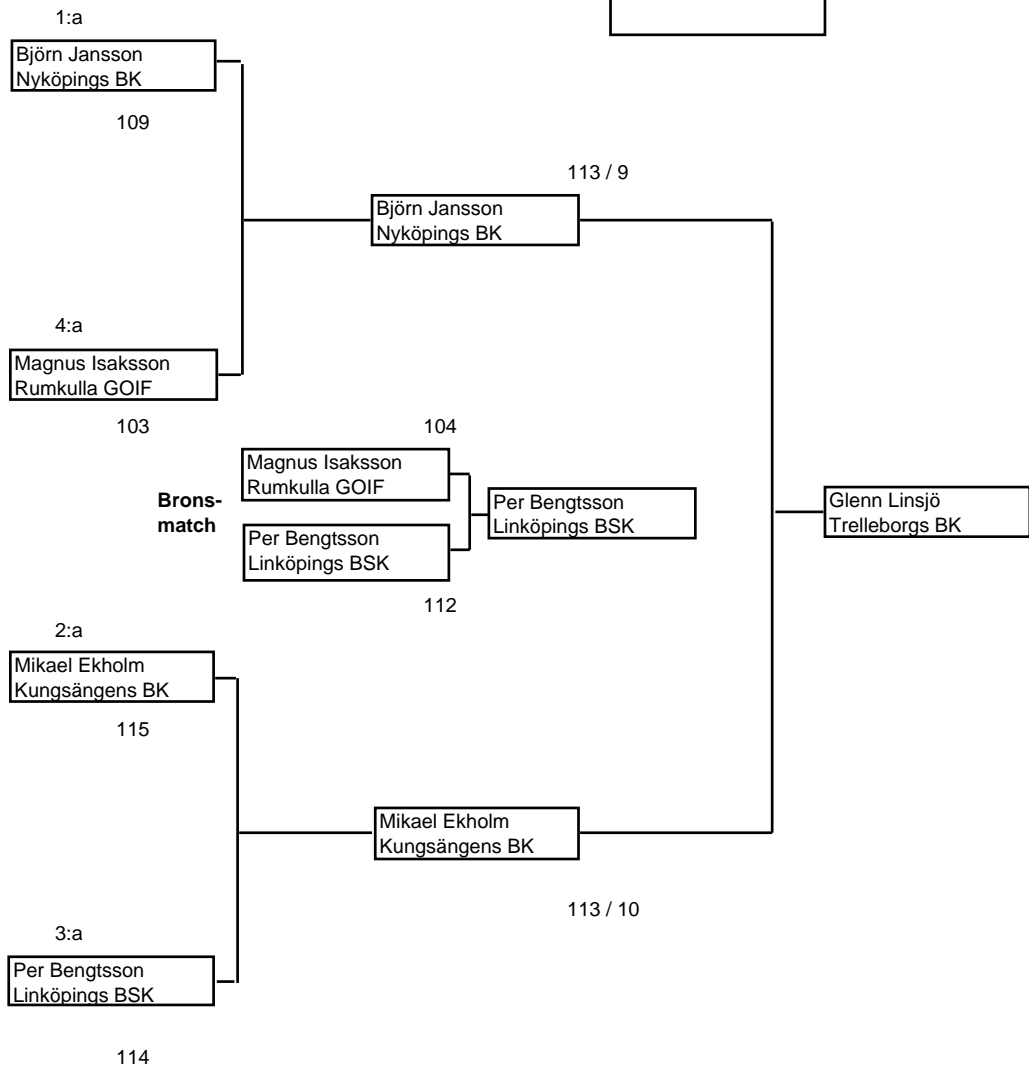 1:a
Björn Jansson
Nyköpings BK
109
113 / 9
Björn Jansson
Nyköpings BK
4:a
Magnus Isaksson
Rumkulla GOIF
103
104
Magnus Isaksson
Rumkulla GOIF
Brons-
match
Per Bengtsson
Linköpings BSK
Per Bengtsson
Linköpings BSK
Glenn Linsjö
Trelleborgs BK
112
2:a
Mikael Ekholm
Kungsängens BK
115
Mikael Ekholm
Kungsängens BK
113 / 10
3:a
Per Bengtsson
Linköpings BSK
114